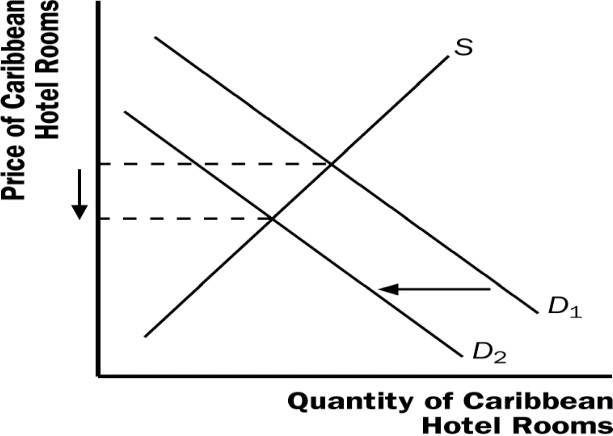 Price of Caribbean
Hotel Rooms
S
D1
D2
Quantity of Caribbean
Hotel Rooms